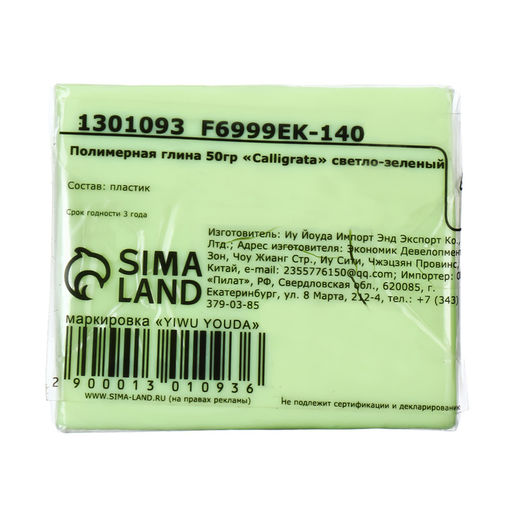 1301093 F6999EK-140
Полимерная глина 50гр «Calligrata» светло-зеленый
Состав: пластик
Срок годности 3 года
Изготовитель: Иу Йоуда Импорт Энд Экспорт Ко.,
Лтд.; Адрес изготовителя: Экономик Девелопмент
Зон, Чоу Жианг Стр., Иу Сити, Чжэцзян Провинс,
Китай, e-mail: 2355776150@qq.com; Импортер:
«Пилат», РФ, Свердловская обл., 620085, г.
Екатеринбург, ул. 8 Марта, 212-4, тел.: +7 (343)
379-03-85
SIMA
LAND
маркировка «YIWU YOUDA»
2 900013 010936
WWW.SIMA-LAND.RU (на правах рекламы)
Не подлежит сертификации и декларировани